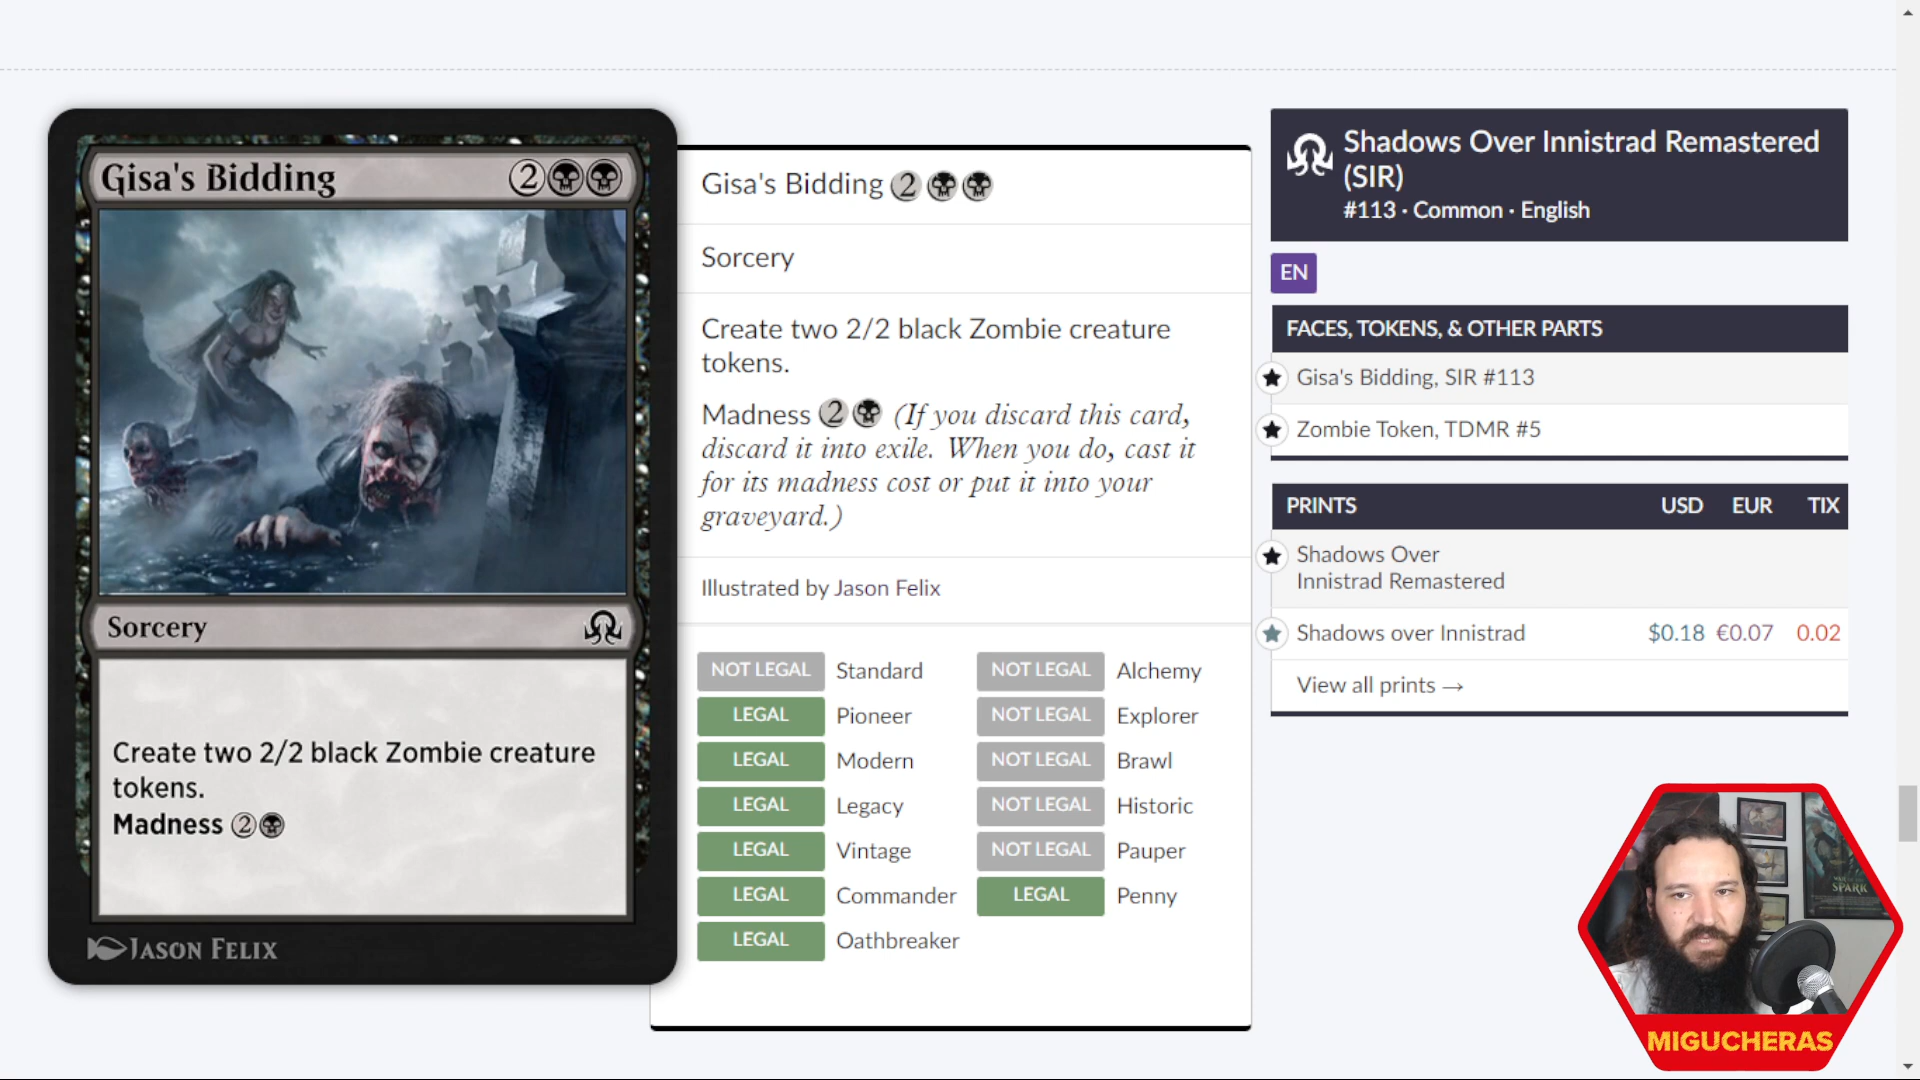 Gisa's Bidding 2
Sorcery
Create two 2/2 black Zombie creature
tokens.
Madness 2
JASON FELIX
Gisa's Bidding 2
Sorcery
Create two 2/2 black Zombie creature
tokens.
Madness 2 (If you discard this card,
discard it into exile. When you do, cast it
for its madness cost or put it into your
graveyard.)
Illustrated by Jason Felix
NOT LEGAL Standard NOT LEGAL Alchemy
LEGAL Pioneer NOT LEGAL Explorer
LEGAL Modern NOT LEGAL Brawl
LEGAL Legacy NOT LEGAL Historic
LEGAL Vintage NOT LEGAL Pauper
LEGAL Commander LEGAL Penny
LEGAL Oathbreaker
Shadows Over Innistrad Remastered
(SIR)
#113 · Common · English
EN
FACES, TOKENS, & OTHER PARTS
Gisa's Bidding, SIR #113
Zombie Token, TDMR #5
PRINTS USD EUR TIX
Shadows Over
Innistrad Remastered
Shadows over Innistrad $0.18 €0.07 0.02
View all prints →
SPARK
MIGUCHERAS